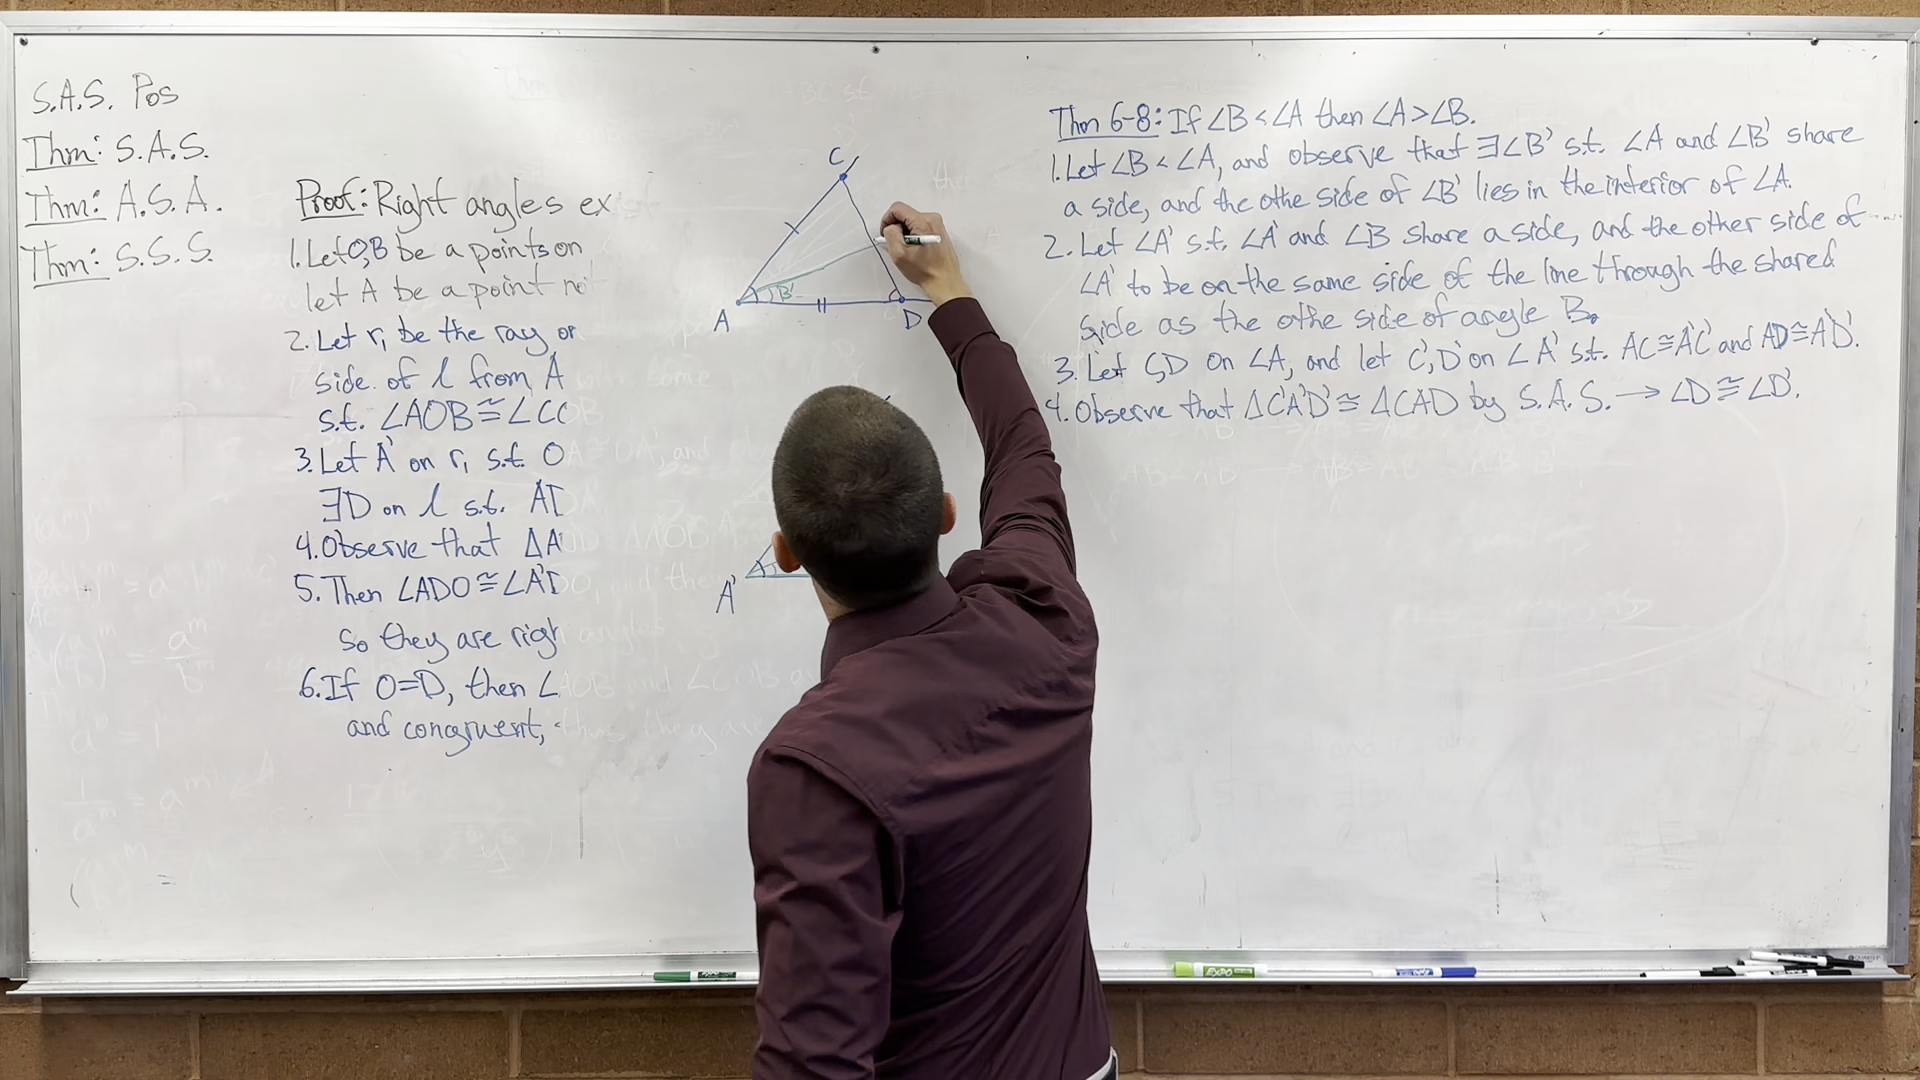 S.A.S. Pos
Thm: S.A.S.
Thm: A.S.A.
Thm: S.S.S.
Proof: Right angles ex
1. Let O,B be a points on
let A be a point not
2. Let r₁ be the ray or
side of l from A
s.t. ∠AOB ≅ ∠CO
3. Let A' on r₁ s.t. O
∃D on l s.t. AD
4. Observe that ΔA
5. Then ∠ADO ≅ ∠A'D
So they are righ
6. If O=D, then ∠
and congruent,
C
B'
A
D
A'
Thm 6-8: If ∠B < ∠A then ∠A > ∠B.
1. Let ∠B < ∠A, and observe that ∃∠B' s.t. ∠A and ∠B' share
a side, and the othe side of ∠B' lies in the interior of ∠A.
2. Let ∠A' s.t. ∠A' and ∠B share a side, and the other side of
∠A' to be on the same side of the line through the shared
side as the othe side of angle B.
3. Let C,D on ∠A, and let C',D' on ∠A' s.t. AC≅A'C' and AD≅A'D'.
4. Observe that ΔC'A'D' ≅ ΔCAD by S.A.S. → ∠D ≅ ∠D'.
EXPO